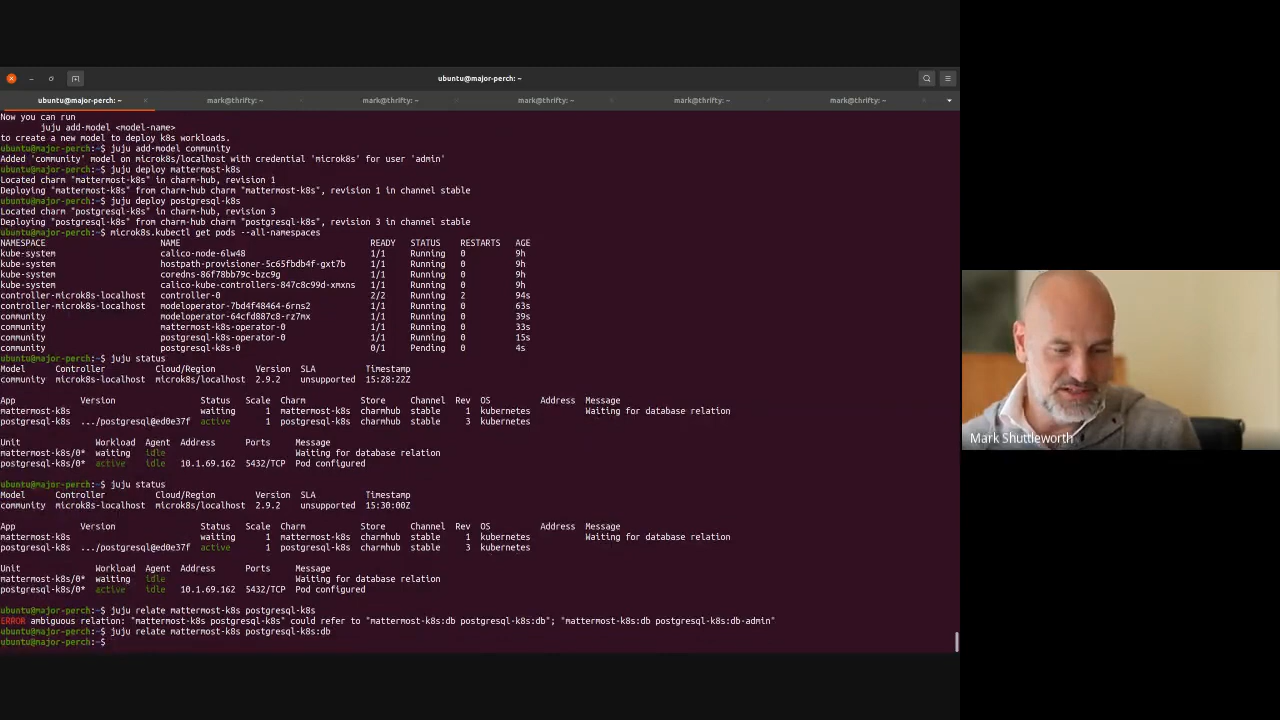 ubuntu@major-perch: ~
ubuntu@major-perch: ~ mark@thrifty: ~ mark@thrifty: ~ mark@thrifty: ~ mark@thrifty: ~ mark@thrifty: ~
Now you can run
juju add-model <model-name>
to create a new model to deploy k8s workloads.
ubuntu@major-perch:~$ juju add-model community
Added 'community' model on microk8s/localhost with credential 'microk8s' for user 'admin'
ubuntu@major-perch:~$ juju deploy mattermost-k8s
Located charm "mattermost-k8s" in charm-hub, revision 1
Deploying "mattermost-k8s" from charm-hub charm "mattermost-k8s", revision 1 in channel stable
ubuntu@major-perch:~$ juju deploy postgresql-k8s
Located charm "postgresql-k8s" in charm-hub, revision 3
Deploying "postgresql-k8s" from charm-hub charm "postgresql-k8s", revision 3 in channel stable
ubuntu@major-perch:~$ microk8s.kubectl get pods --all-namespaces
NAMESPACE NAME READY STATUS RESTARTS AGE
kube-system calico-node-6lw48 1/1 Running 0 9h
kube-system hostpath-provisioner-5c65fbdb4f-gxt7b 1/1 Running 0 9h
kube-system coredns-86f78bb79c-bzc9g 1/1 Running 0 9h
kube-system calico-kube-controllers-847c8c99d-xmxns 1/1 Running 0 9h
controller-microk8s-localhost controller-0 2/2 Running 2 94s
controller-microk8s-localhost modeloperator-7bd4f48464-6rns2 1/1 Running 0 63s
community modeloperator-64cfd887c8-rz7mx 1/1 Running 0 39s
community mattermost-k8s-operator-0 1/1 Running 0 33s
community postgresql-k8s-operator-0 1/1 Running 0 15s
community postgresql-k8s-0 0/1 Pending 0 4s
ubuntu@major-perch:~$ juju status
Model Controller Cloud/Region Version SLA Timestamp
community microk8s-localhost microk8s/localhost 2.9.2 unsupported 15:28:22Z
App Version Status Scale Charm Store Channel Rev OS Address Message
mattermost-k8s waiting 1 mattermost-k8s charmhub stable 1 kubernetes Waiting for database relation
postgresql-k8s .../postgresql@ed0e37f active 1 postgresql-k8s charmhub stable 3 kubernetes
Unit Workload Agent Address Ports Message
mattermost-k8s/0* waiting idle Waiting for database relation
postgresql-k8s/0* active idle 10.1.69.162 5432/TCP Pod configured
ubuntu@major-perch:~$ juju status
Model Controller Cloud/Region Version SLA Timestamp
community microk8s-localhost microk8s/localhost 2.9.2 unsupported 15:30:00Z
App Version Status Scale Charm Store Channel Rev OS Address Message
mattermost-k8s waiting 1 mattermost-k8s charmhub stable 1 kubernetes Waiting for database relation
postgresql-k8s .../postgresql@ed0e37f active 1 postgresql-k8s charmhub stable 3 kubernetes
Unit Workload Agent Address Ports Message
mattermost-k8s/0* waiting idle Waiting for database relation
postgresql-k8s/0* active idle 10.1.69.162 5432/TCP Pod configured
ubuntu@major-perch:~$ juju relate mattermost-k8s postgresql-k8s
ERROR ambiguous relation: "mattermost-k8s postgresql-k8s" could refer to "mattermost-k8s:db postgresql-k8s:db"; "mattermost-k8s:db postgresql-k8s:db-admin"
ubuntu@major-perch:~$ juju relate mattermost-k8s postgresql-k8s:db
ubuntu@major-perch:~$
Mark Shuttleworth